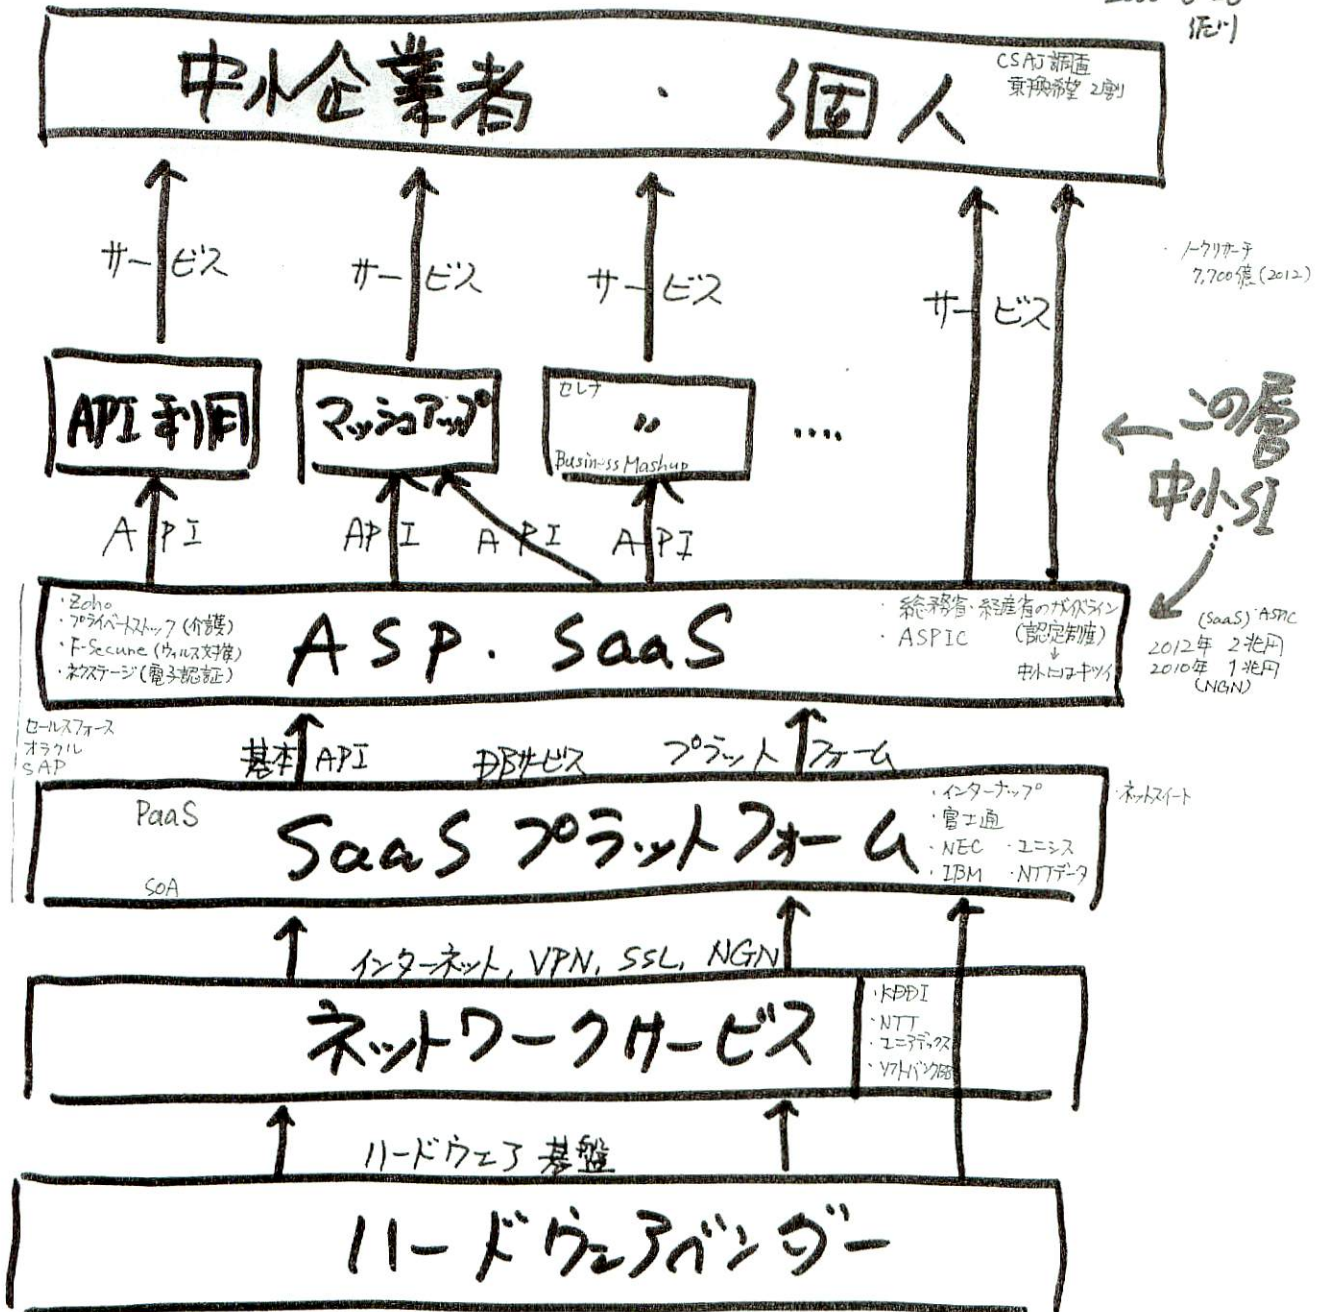 佐川
中小企業者 ・ 個人
CSAJ調査
乗換希望 2割
サービス
サービス
サービス
サービス
・ノークリサーチ
7,700億(2012)
API利用
マッシュアップ
セレナ
〃
Business Mashup
....
← この層
中小SI
API
API
API
API
・Zoho
・プライベートストック(介護)
・F-Secure(ウィルス対策)
・ネクステージ(電子認証)
ASP・SaaS
・総務省・経産省のガイドライン
(認定制度)
・ASPIC
↓
中小にはキツイ
(SaaS)ASPIC
2012年 2兆円
2010年 1兆円
(NGN)
セールスフォース
オラクル
SAP
基本API
DBサービス
プラットフォーム
PaaS
SOA
SaaSプラットフォーム
・インターナップ
・富士通
・NEC ・ユニシス
・IBM ・NTTデータ
・ネットスイート
インターネット, VPN, SSL, NGN
ネットワークサービス
・KDDI
・NTT
・ユニアデックス
・ソフトバンクBB
ハードウェア基盤
ハードウェアベンダー